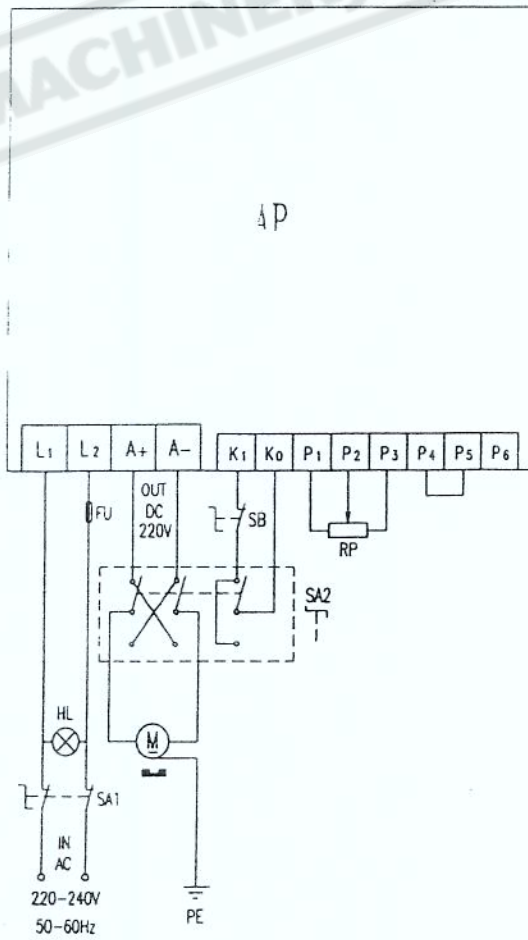 MACHINERY
AP
L1 L2 A+ A- K1 K0 P1 P2 P3 P4 P5 P6
OUT
DC
220V
FU
SB
RP
SA2
HL
M
SA1
IN
AC
220-240V
50-60Hz
PE